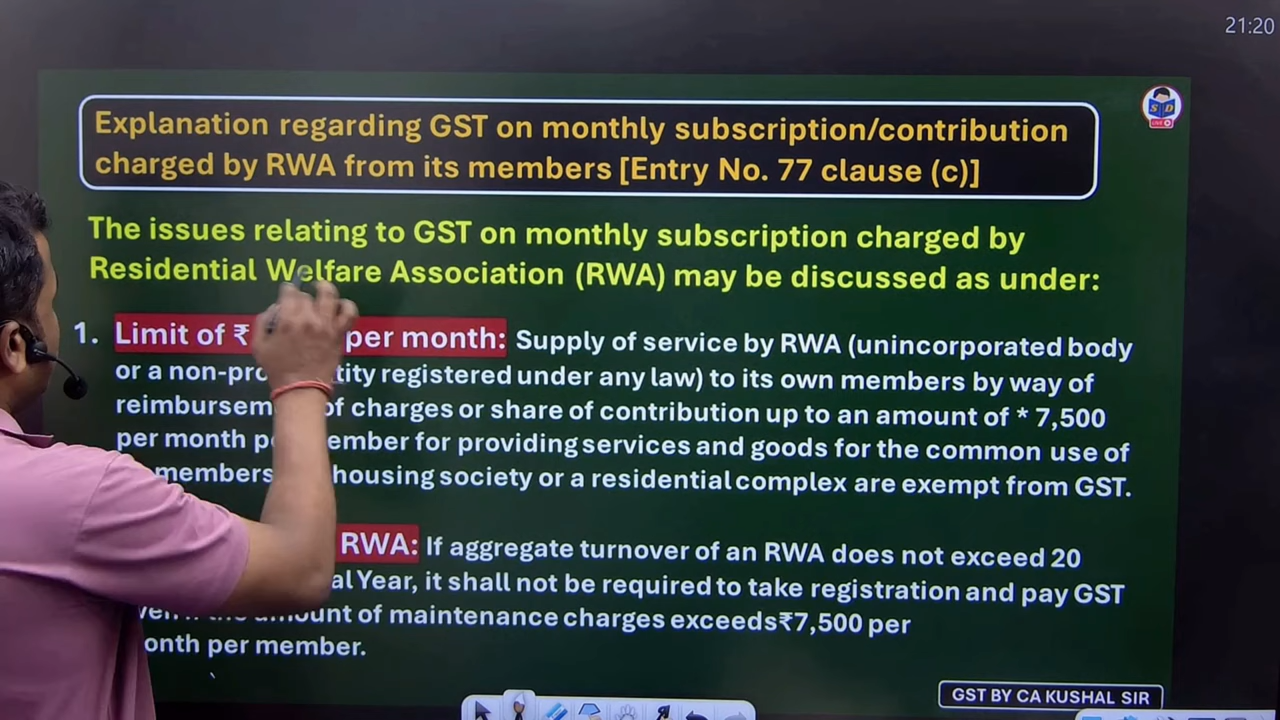 21:20
Explanation regarding GST on monthly subscription/contribution
charged by RWA from its members [Entry No. 77 clause (c)]
The issues relating to GST on monthly subscription charged by
Residential Welfare Association (RWA) may be discussed as under:
1. Limit of ₹ per month: Supply of service by RWA (unincorporated body
or a non- registered under any law) to its own members by way of
of charges or share of contribution up to an amount of * 7,500
per month for providing services and goods for the common use of
members housing society or a residential complex are exempt from GST.
RWA: If aggregate turnover of an RWA does not exceed 20
Year, it shall not be required to take registration and pay GST
amount of maintenance charges exceeds₹7,500 per
per member.
GST BY CA KUSHAL SIR